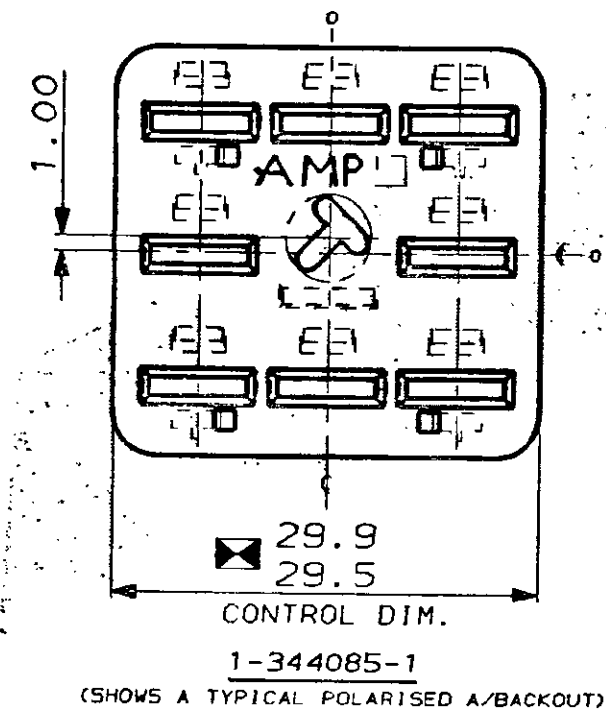 1.00
AMP
29.9
29.5
CONTROL DIM.
1-344085-1
(SHOWS A TYPICAL POLARISED A/BACKOUT)